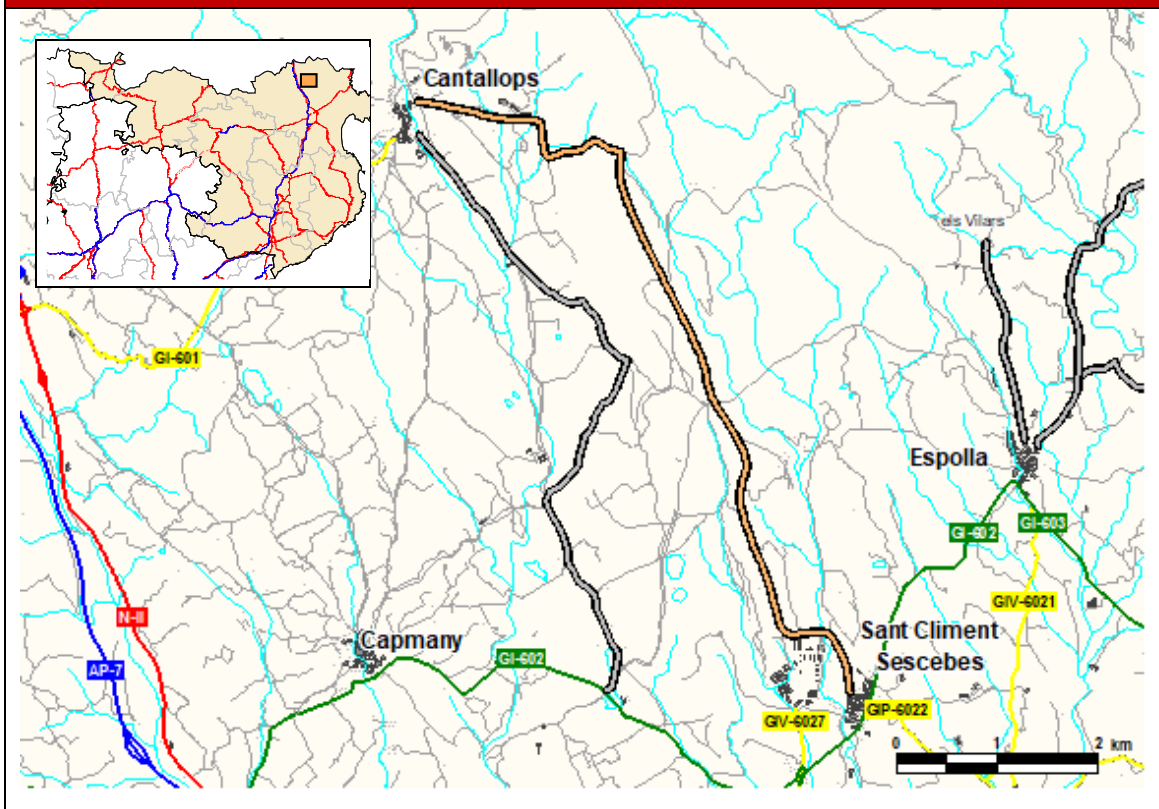 Cantallops
els Vilars
GI-601
Espolla
GI-602
GI-603
GIV-6021
N-II
Capmany
GI-602
Sant Climent
Sescebes
AP-7
GIV-6027
GIP-6022
0 1 2 km